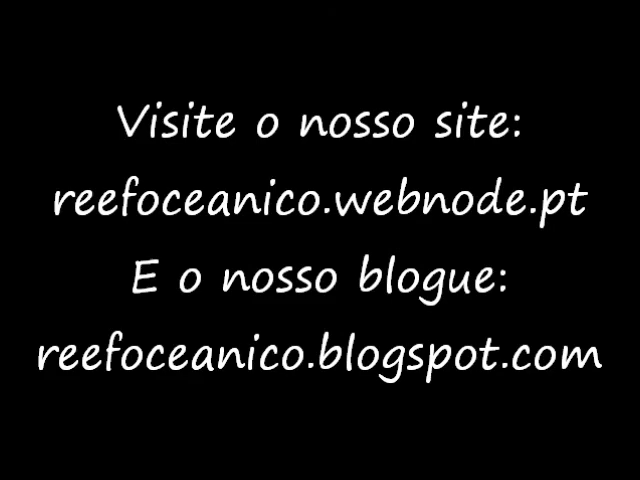 Visite o nosso site:
reefoceanico.webnode.pt
E o nosso blogue:
reefoceanico.blogspot.com